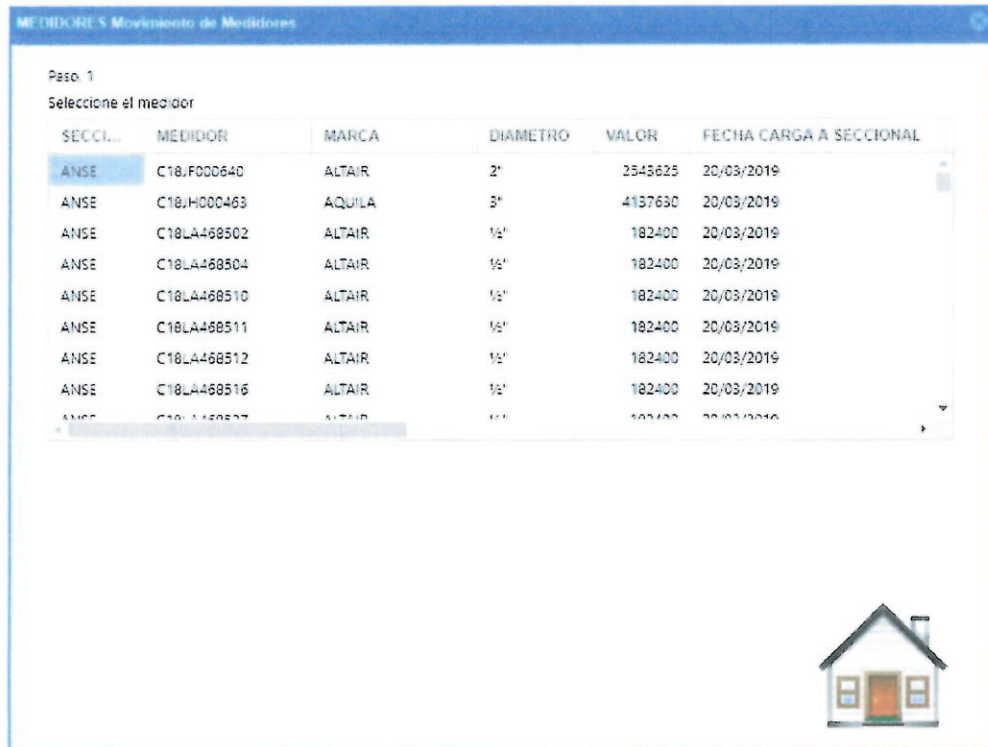 MEDIDORES Movimiento de Medidores
Paso. 1
Seleccione el medidor
SECCI... MEDIDOR MARCA DIAMETRO VALOR FECHA CARGA A SECCIONAL
ANSE C18JF000640 ALTAIR 2" 2543625 20/03/2019
ANSE C18JH000463 AQUILA 3" 4137630 20/03/2019
ANSE C18LA468502 ALTAIR ½" 182400 20/03/2019
ANSE C18LA468504 ALTAIR ½" 182400 20/03/2019
ANSE C18LA468510 ALTAIR ½" 182400 20/03/2019
ANSE C18LA468511 ALTAIR ½" 182400 20/03/2019
ANSE C18LA468512 ALTAIR ½" 182400 20/03/2019
ANSE C18LA468516 ALTAIR ½" 182400 20/03/2019